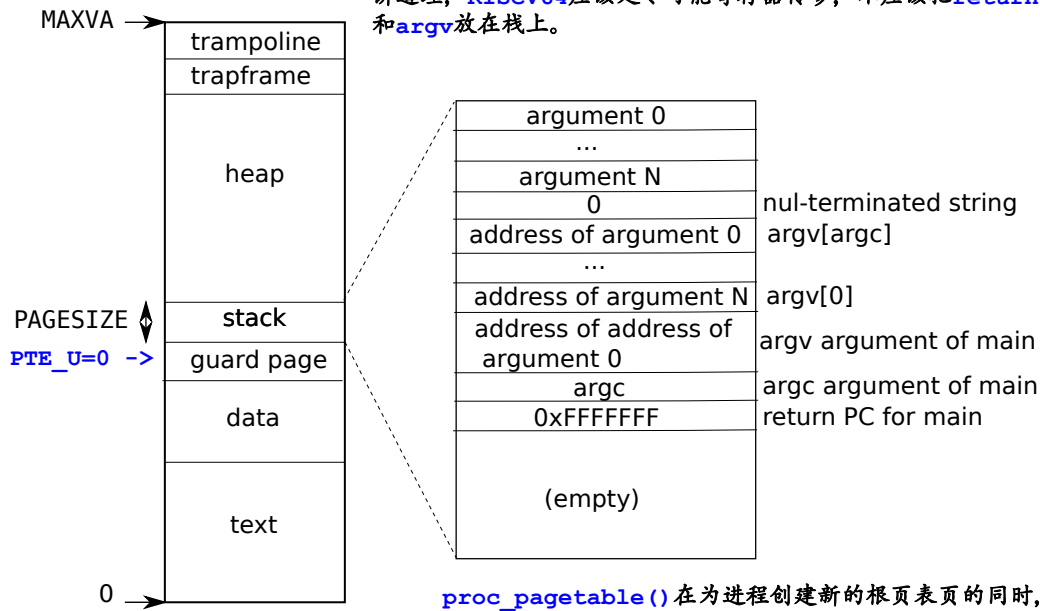 和argv放在栈上。
MAXVA
trampoline
trapframe
heap
PAGESIZE
stack
PTE_U=0 ->
guard page
data
text
0
argument 0
...
argument N
0
nul-terminated string
address of argument 0
argv[argc]
...
address of argument N
argv[0]
address of address of
argument 0
argv argument of main
argc
argc argument of main
0xFFFFFFF
return PC for main
(empty)
proc_pagetable()在为进程创建新的根页表页的同时,